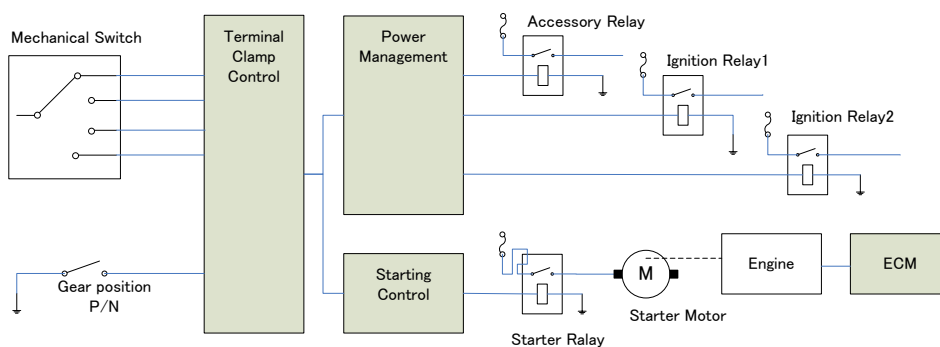 Mechanical Switch
Terminal
Clamp
Control
Power
Management
Accessory Relay
Ignition Relay1
Ignition Relay2
Gear position
P/N
Starting
Control
Starter Ralay
M
Starter Motor
Engine
ECM